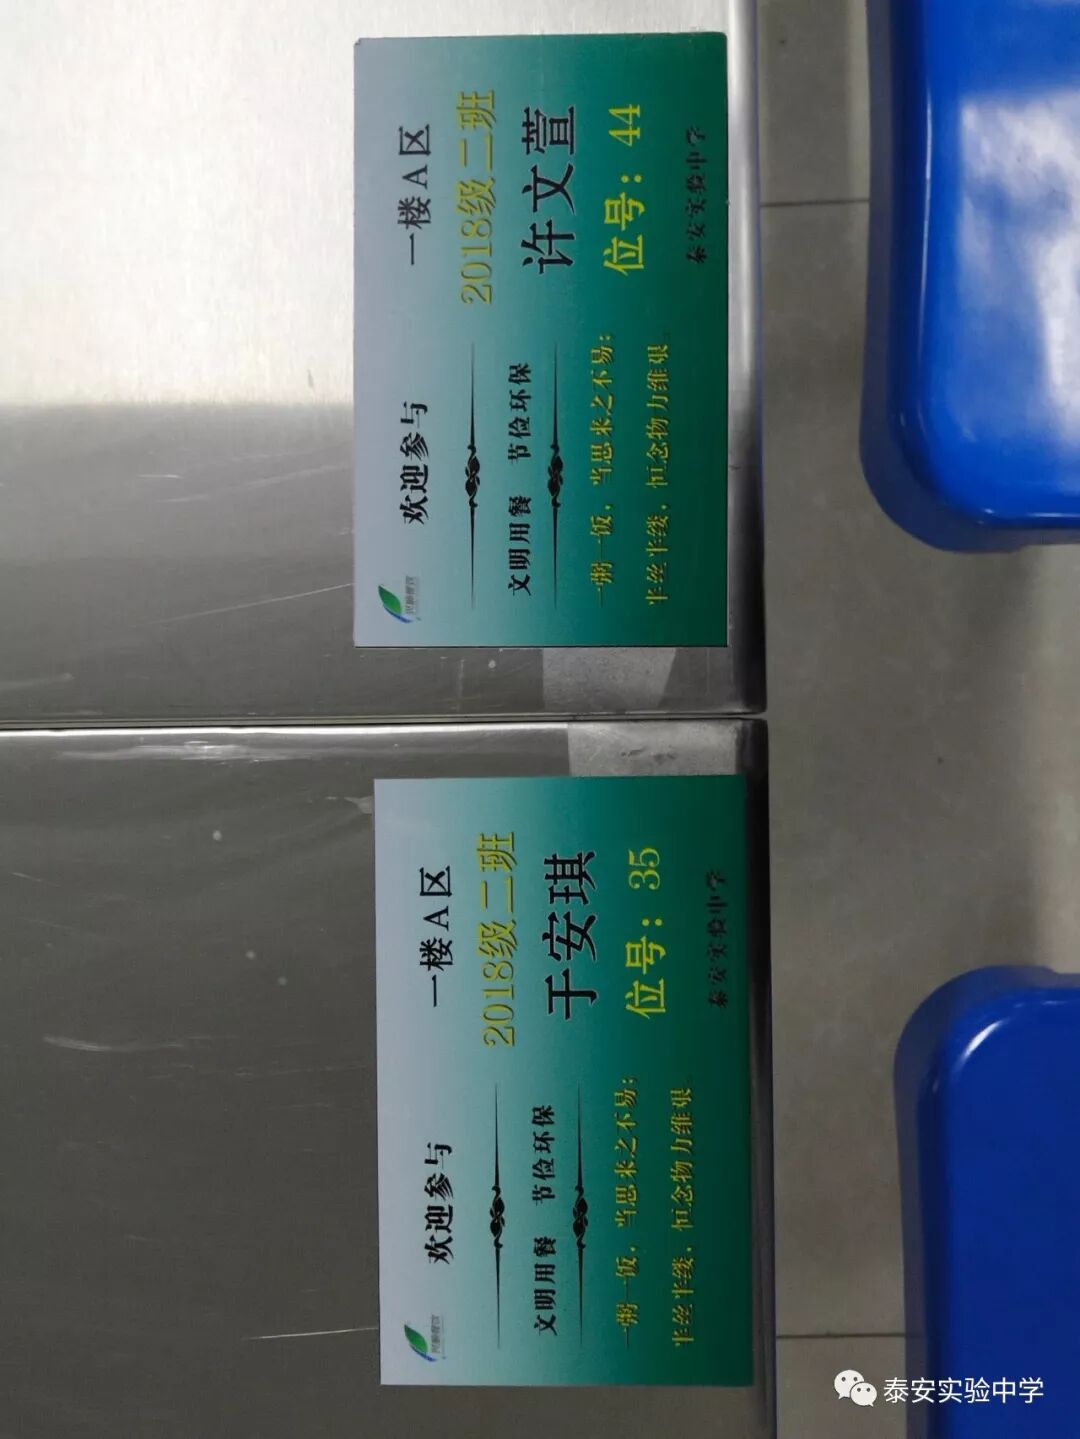 一楼A区
2018级二班
许文萱
位号：44
泰安实验中学
欢迎参与
文明用餐 节俭环保
一粥一饭，当思来之不易；
半丝半缕，恒念物力维艰
一楼A区
2018级二班
于安琪
位号：35
泰安实验中学
欢迎参与
文明用餐 节俭环保
一粥一饭，当思来之不易；
半丝半缕，恒念物力维艰
泰安实验中学